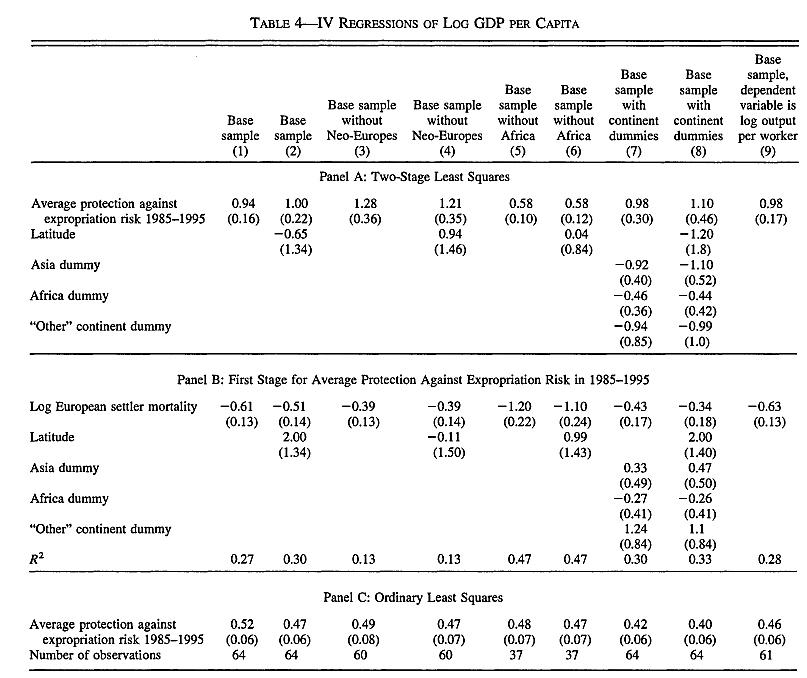 TABLE 4—IV REGRESSIONS OF LOG GDP PER CAPITA
Base
Base Base sample,
Base Base sample sample dependent
Base sample Base sample sample sample with with variable is
Base Base without without without without continent continent log output
sample sample Neo-Europes Neo-Europes Africa Africa dummies dummies per worker
(1) (2) (3) (4) (5) (6) (7) (8) (9)
Panel A: Two-Stage Least Squares
Average protection against 0.94 1.00 1.28 1.21 0.58 0.58 0.98 1.10 0.98
expropriation risk 1985–1995 (0.16) (0.22) (0.36) (0.35) (0.10) (0.12) (0.30) (0.46) (0.17)
Latitude −0.65 0.94 0.04 −1.20
(1.34) (1.46) (0.84) (1.8)
Asia dummy −0.92 −1.10
(0.40) (0.52)
Africa dummy −0.46 −0.44
(0.36) (0.42)
“Other” continent dummy −0.94 −0.99
(0.85) (1.0)
Panel B: First Stage for Average Protection Against Expropriation Risk in 1985–1995
Log European settler mortality −0.61 −0.51 −0.39 −0.39 −1.20 −1.10 −0.43 −0.34 −0.63
(0.13) (0.14) (0.13) (0.14) (0.22) (0.24) (0.17) (0.18) (0.13)
Latitude 2.00 −0.11 0.99 2.00
(1.34) (1.50) (1.43) (1.40)
Asia dummy 0.33 0.47
(0.49) (0.50)
Africa dummy −0.27 −0.26
(0.41) (0.41)
“Other” continent dummy 1.24 1.1
(0.84) (0.84)
R² 0.27 0.30 0.13 0.13 0.47 0.47 0.30 0.33 0.28
Panel C: Ordinary Least Squares
Average protection against 0.52 0.47 0.49 0.47 0.48 0.47 0.42 0.40 0.46
expropriation risk 1985–1995 (0.06) (0.06) (0.08) (0.07) (0.07) (0.07) (0.06) (0.06) (0.06)
Number of observations 64 64 60 60 37 37 64 64 61